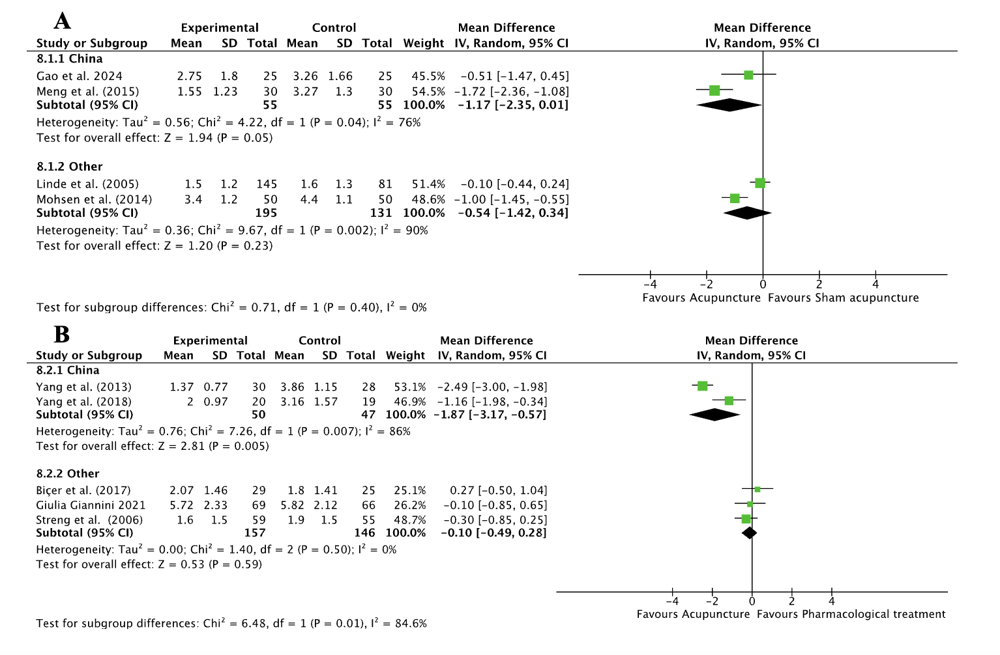 A
Experimental Control Mean Difference Mean Difference
Study or Subgroup Mean SD Total Mean SD Total Weight IV, Random, 95% CI IV, Random, 95% CI
8.1.1 China
Gao et al. 2024 2.75 1.8 25 3.26 1.66 25 45.5% −0.51 [−1.47, 0.45]
Meng et al. (2015) 1.55 1.23 30 3.27 1.3 30 54.5% −1.72 [−2.36, −1.08]
Subtotal (95% CI) 55 55 100.0% −1.17 [−2.35, 0.01]
Heterogeneity: Tau² = 0.56; Chi² = 4.22, df = 1 (P = 0.04); I² = 76%
Test for overall effect: Z = 1.94 (P = 0.05)
8.1.2 Other
Linde et al. (2005) 1.5 1.2 145 1.6 1.3 81 51.4% −0.10 [−0.44, 0.24]
Mohsen et al. (2014) 3.4 1.2 50 4.4 1.1 50 48.6% −1.00 [−1.45, −0.55]
Subtotal (95% CI) 195 131 100.0% −0.54 [−1.42, 0.34]
Heterogeneity: Tau² = 0.36; Chi² = 9.67, df = 1 (P = 0.002); I² = 90%
Test for overall effect: Z = 1.20 (P = 0.23)
−4 −2 0 2 4
Favours Acupuncture Favours Sham acupuncture
Test for subgroup differences: Chi² = 0.71, df = 1 (P = 0.40), I² = 0%
B
Experimental Control Mean Difference Mean Difference
Study or Subgroup Mean SD Total Mean SD Total Weight IV, Random, 95% CI IV, Random, 95% CI
8.2.1 China
Yang et al. (2013) 1.37 0.77 30 3.86 1.15 28 53.1% −2.49 [−3.00, −1.98]
Yang et al. (2018) 2 0.97 20 3.16 1.57 19 46.9% −1.16 [−1.98, −0.34]
Subtotal (95% CI) 50 47 100.0% −1.87 [−3.17, −0.57]
Heterogeneity: Tau² = 0.76; Chi² = 7.26, df = 1 (P = 0.007); I² = 86%
Test for overall effect: Z = 2.81 (P = 0.005)
8.2.2 Other
Biçer et al. (2017) 2.07 1.46 29 1.8 1.41 25 25.1% 0.27 [−0.50, 1.04]
Giulia Giannini 2021 5.72 2.33 69 5.82 2.12 66 26.2% −0.10 [−0.85, 0.65]
Streng et al. (2006) 1.6 1.5 59 1.9 1.5 55 48.7% −0.30 [−0.85, 0.25]
Subtotal (95% CI) 157 146 100.0% −0.10 [−0.49, 0.28]
Heterogeneity: Tau² = 0.00; Chi² = 1.40, df = 2 (P = 0.50); I² = 0%
Test for overall effect: Z = 0.53 (P = 0.59)
−4 −2 0 2 4
Favours Acupuncture Favours Pharmacological treatment
Test for subgroup differences: Chi² = 6.48, df = 1 (P = 0.01), I² = 84.6%